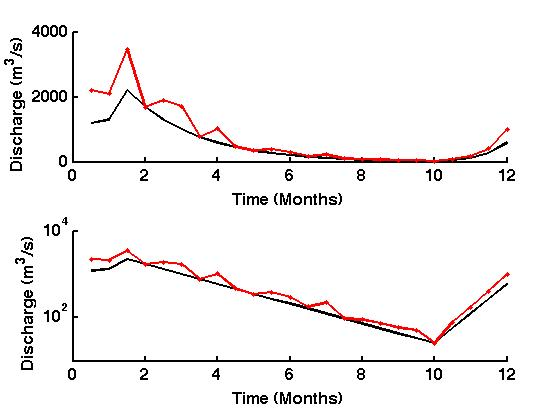 4000
2000
0
Discharge (m³/s)
0 2 4 6 8 10 12
Time (Months)
10⁴
10²
Discharge (m³/s)
0 2 4 6 8 10 12
Time (Months)